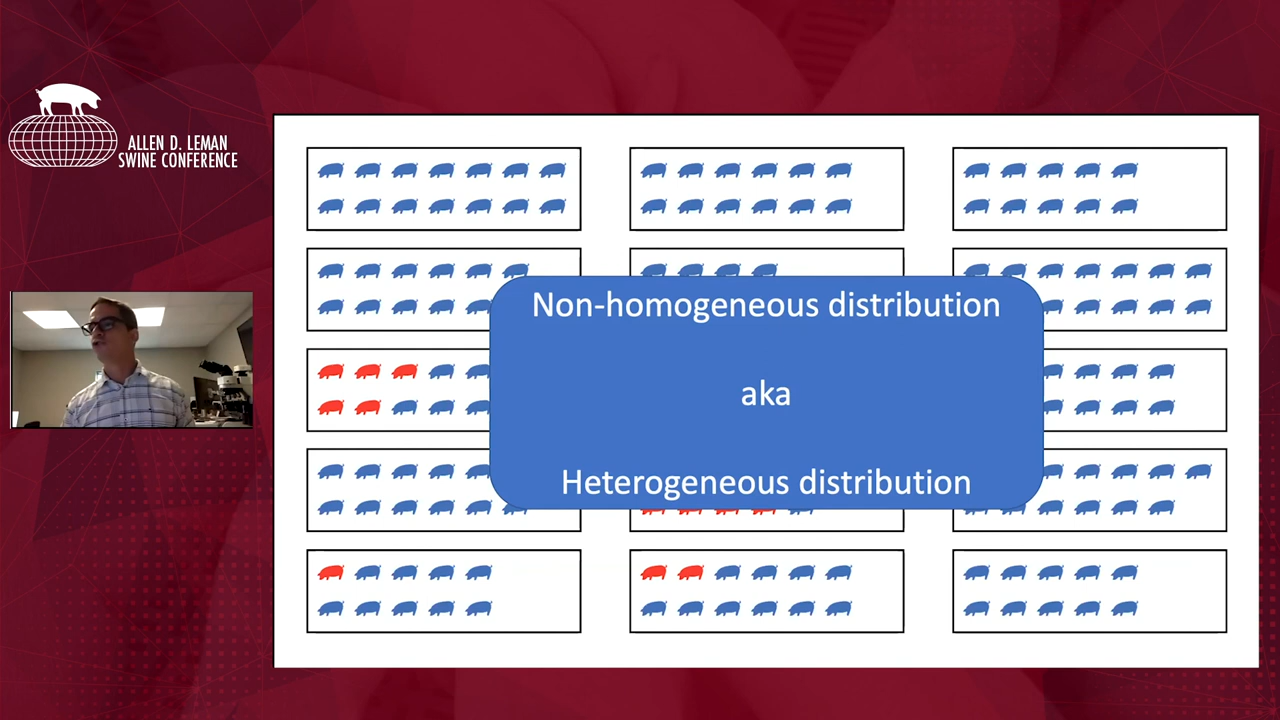 ALLEN D. LEMAN
SWINE CONFERENCE
Non-homogeneous distribution
aka
Heterogeneous distribution